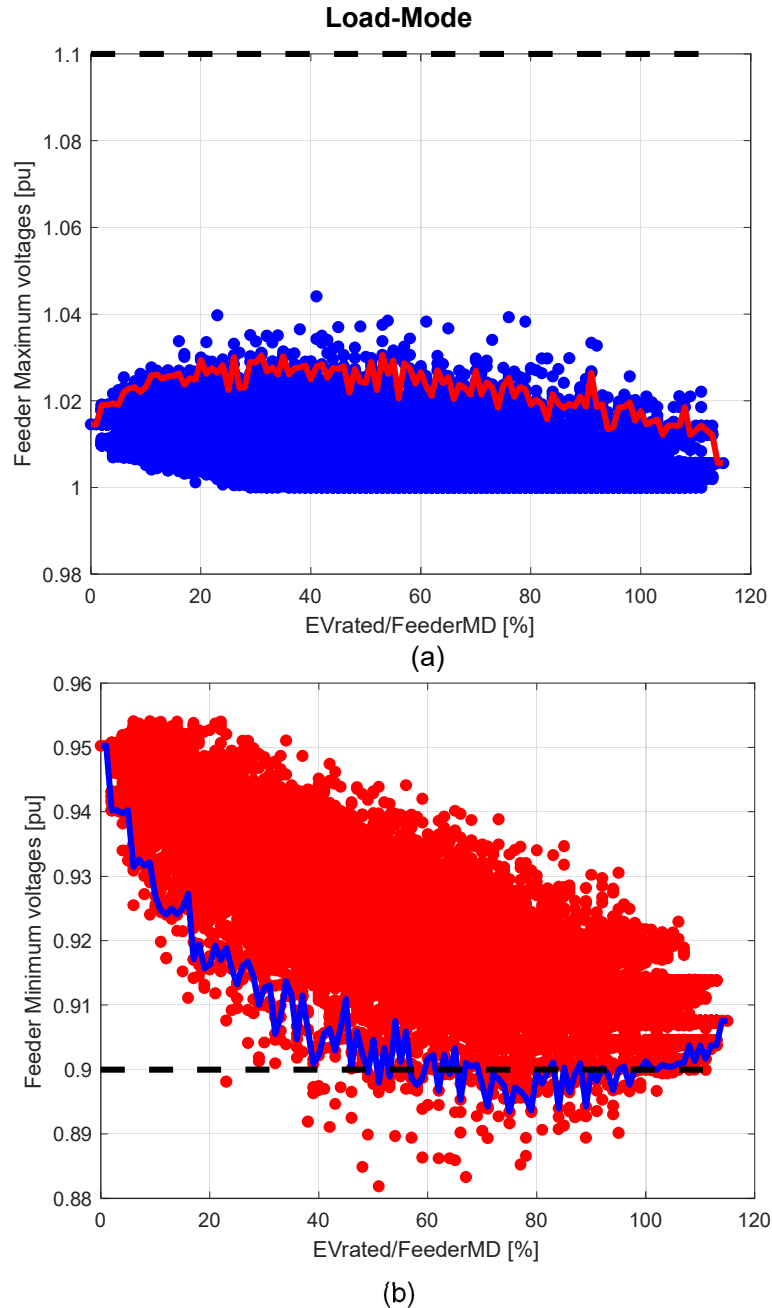 Load-Mode
1.1
1.08
1.06
1.04
1.02
1
0.98
Feeder Maximum voltages [pu]
0 20 40 60 80 100 120
EVrated/FeederMD [%]
(a)
0.96
0.95
0.94
0.93
0.92
0.91
0.9
0.89
0.88
Feeder Minimum voltages [pu]
0 20 40 60 80 100 120
EVrated/FeederMD [%]
(b)